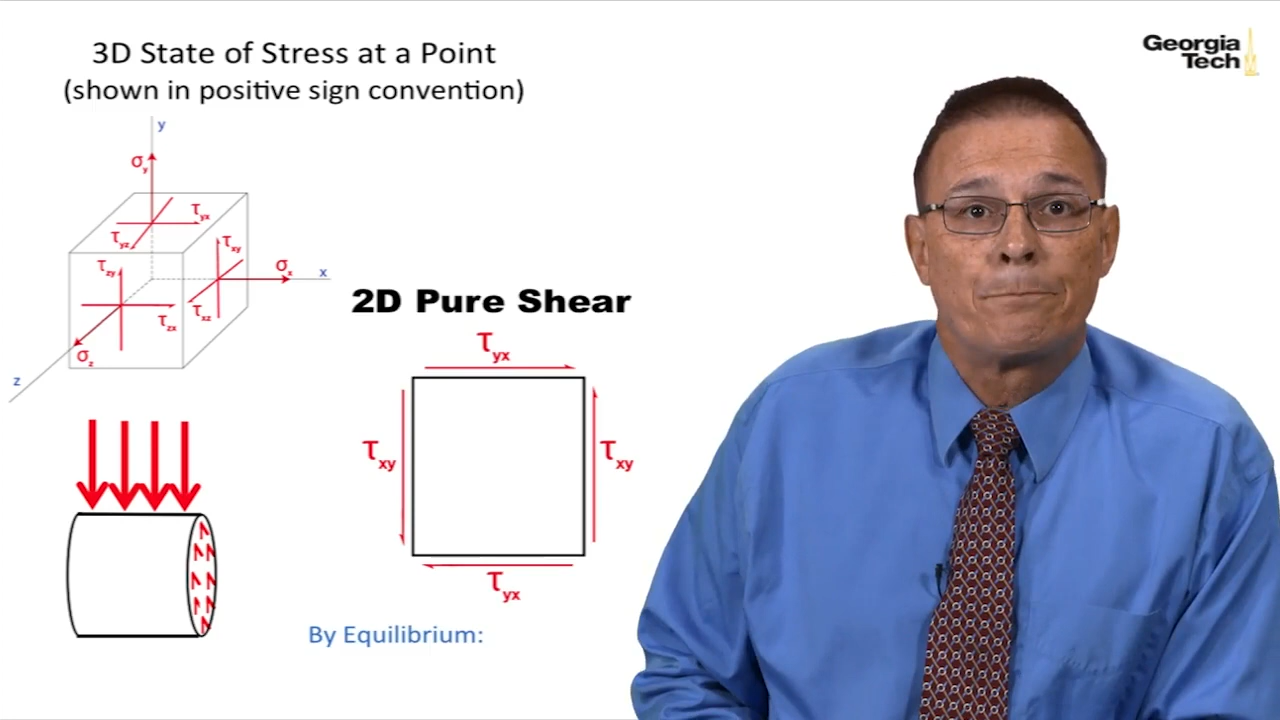 3D State of Stress at a Point
(shown in positive sign convention)
Georgia
Tech
y
σy
τyx
τyz
τxy
τzy
σx
x
τxz
τzx
σz
z
2D Pure Shear
τyx
τxy
τxy
τyx
By Equilibrium: